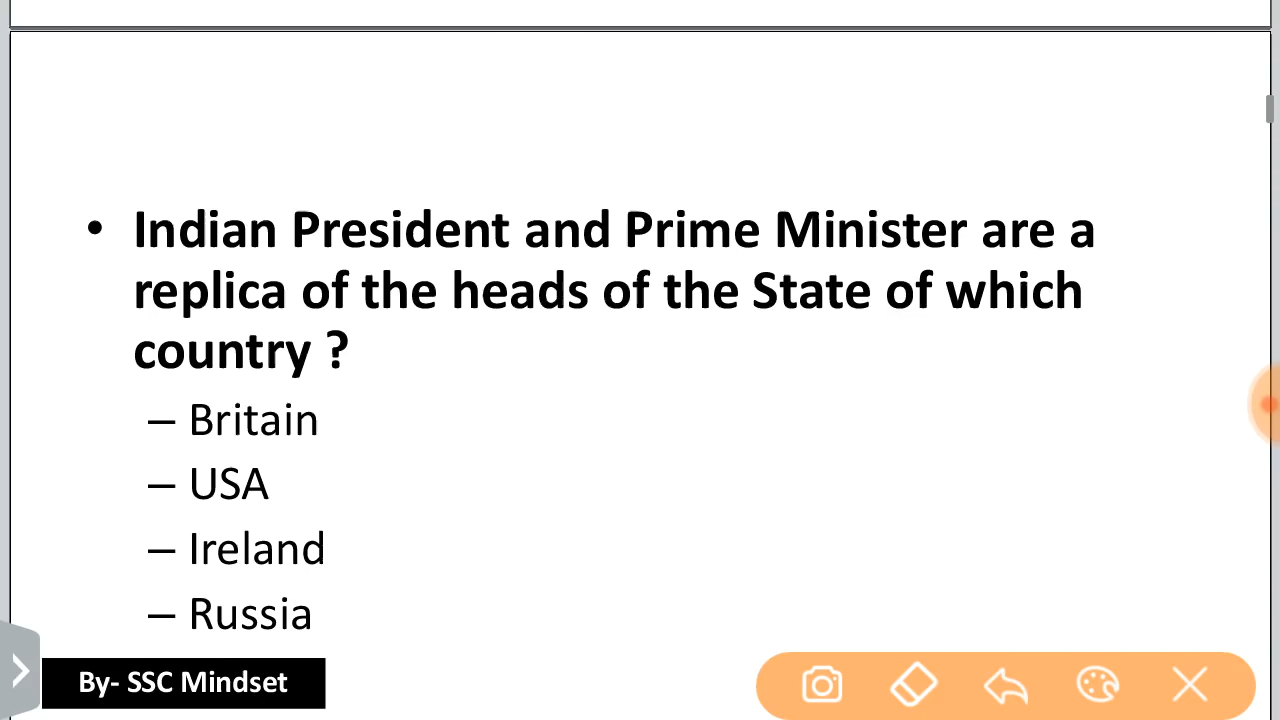 • Indian President and Prime Minister are a
replica of the heads of the State of which
country ?
– Britain
– USA
– Ireland
– Russia
By- SSC Mindset